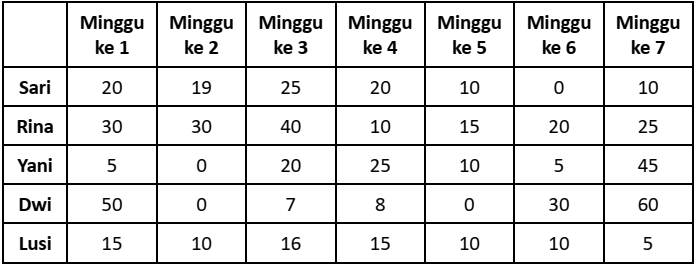 Minggu ke 1 Minggu ke 2 Minggu ke 3 Minggu ke 4 Minggu ke 5 Minggu ke 6 Minggu ke 7
Sari 20 19 25 20 10 0 10
Rina 30 30 40 10 15 20 25
Yani 5 0 20 25 10 5 45
Dwi 50 0 7 8 0 30 60
Lusi 15 10 16 15 10 10 5